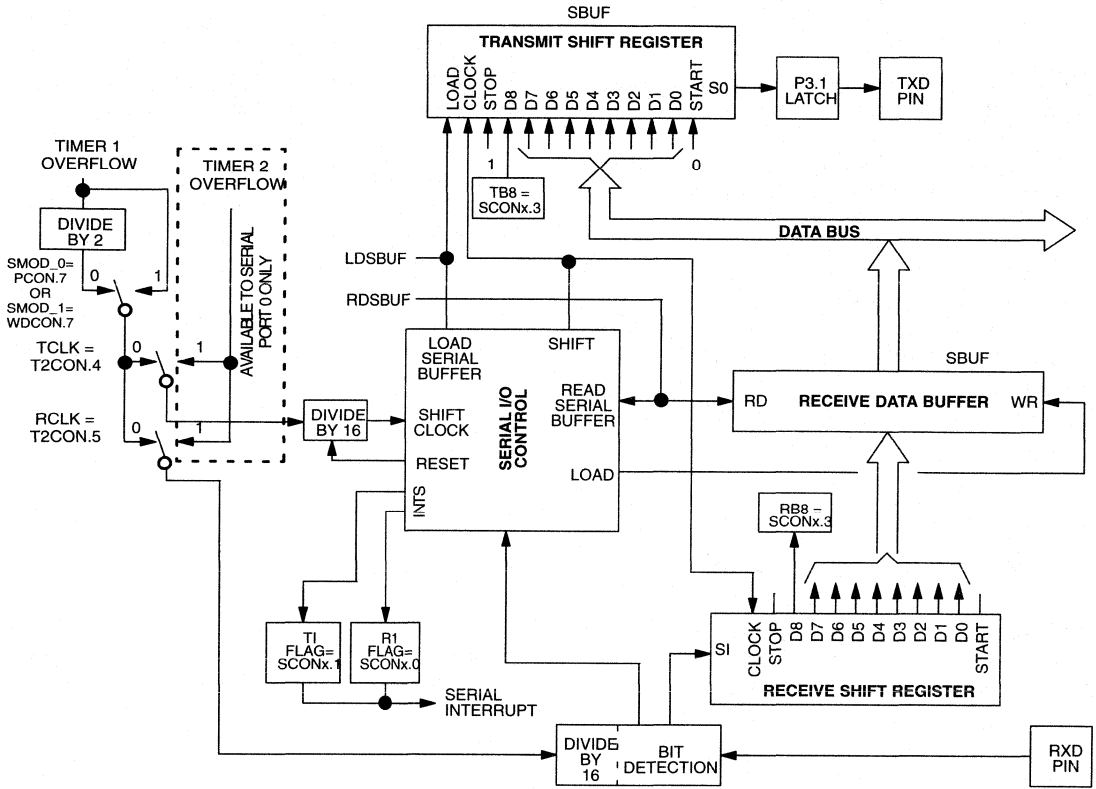 SBUF
TRANSMIT SHIFT REGISTER
LOAD
CLOCK
STOP
D8
D7
D6
D5
D4
D3
D2
D1
D0
START
S0
P3.1
LATCH
TXD
PIN
1
0
TB8 =
SCONx.3
DATA BUS
TIMER 1
OVERFLOW
TIMER 2
OVERFLOW
DIVIDE
BY 2
AVAILABLE TO SERIAL
PORT 0 ONLY
SMOD_0=
PCON.7
OR
SMOD_1=
WDCON.7
0
1
TCLK =
T2CON.4
0
1
RCLK =
T2CON.5
0
1
LDSBUF
RDSBUF
DIVIDE
BY 16
LOAD
SERIAL
BUFFER
SHIFT
SHIFT
CLOCK
SERIAL I/O
CONTROL
READ
SERIAL
BUFFER
RESET
INTS
LOAD
SBUF
RD
RECEIVE DATA BUFFER
WR
RB8 =
SCONx.3
TI
FLAG=
SCONx.1
R1
FLAG=
SCONx.0
SERIAL
INTERRUPT
SI
CLOCK
STOP
D8
D7
D6
D5
D4
D3
D2
D1
D0
START
RECEIVE SHIFT REGISTER
DIVIDE
BY
16
BIT
DETECTION
RXD
PIN